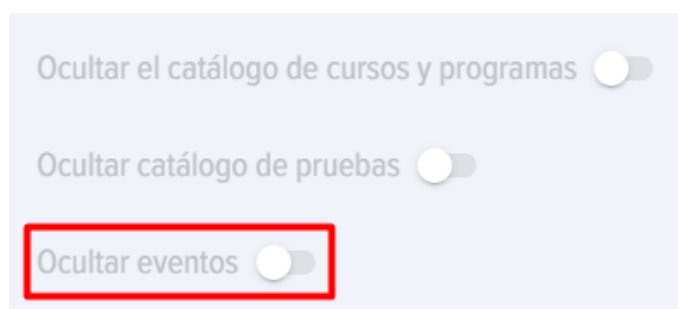 Ocultar el catálogo de cursos y programas
Ocultar catálogo de pruebas
Ocultar eventos